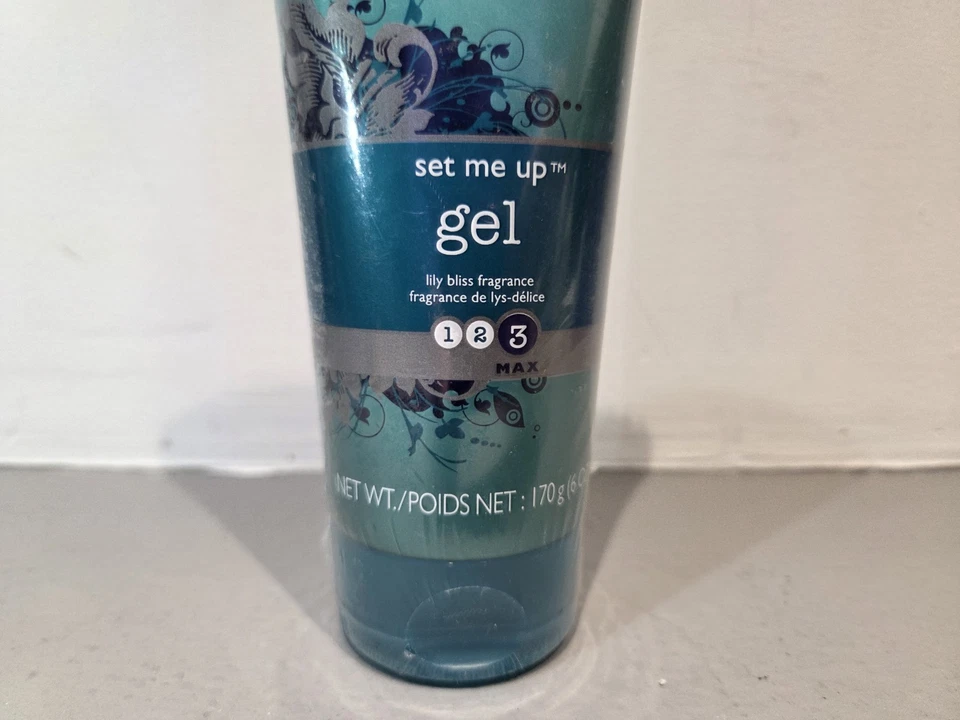 set me up™
gel
lily bliss fragrance
fragrance de lys-délice
1 2 3
MAX
NET WT./POIDS NET : 170 g (6